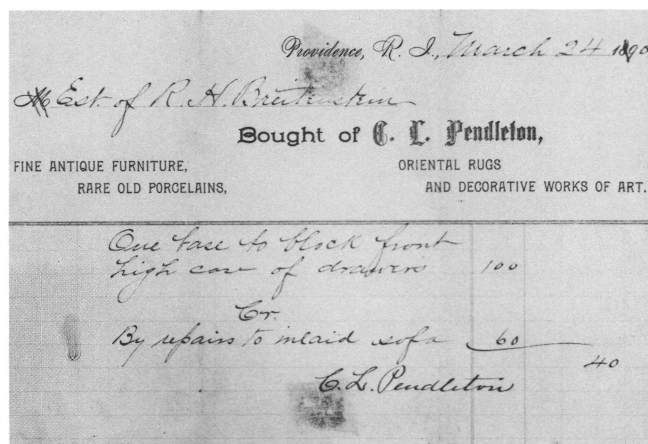 Providence, R. I., March 24 1890
M Est. of R. H. Breitenstein
Bought of C. L. Pendleton,
FINE ANTIQUE FURNITURE, ORIENTAL RUGS
RARE OLD PORCELAINS, AND DECORATIVE WORKS OF ART.
One base to block front
high case of drawers 100
Cr.
By repairs to inlaid sofa 60
40
C. L. Pendleton